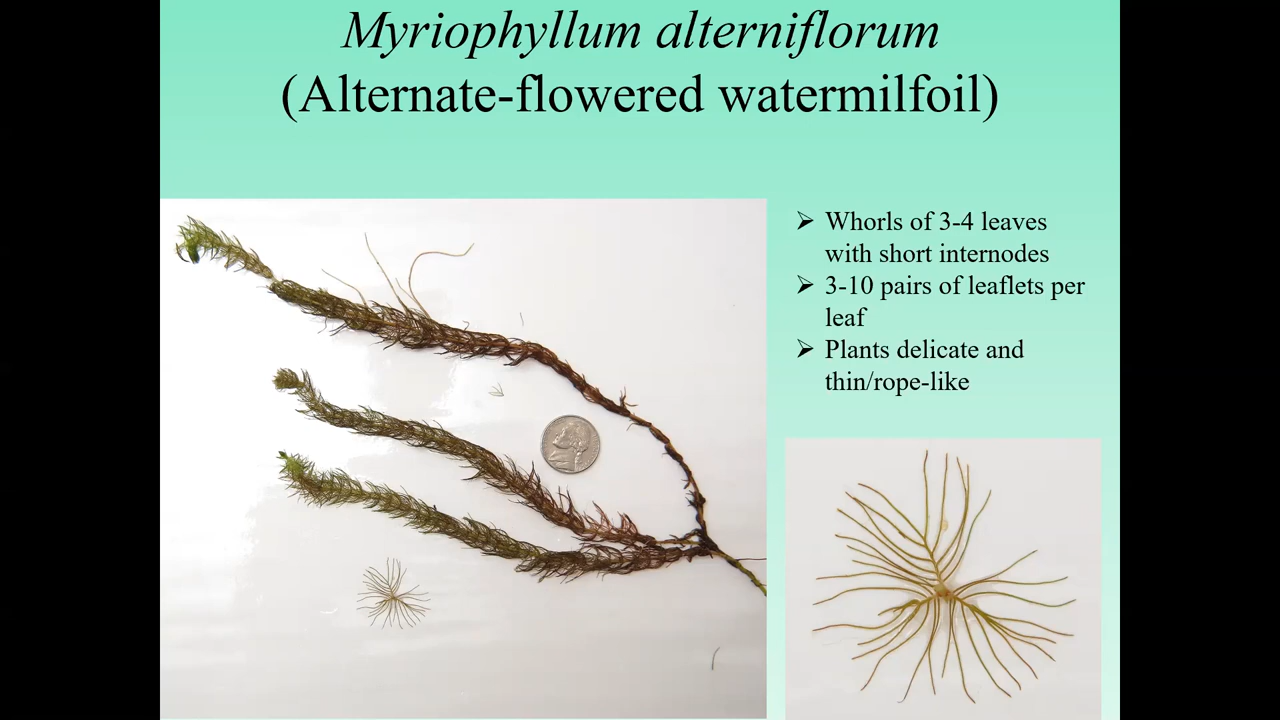 Myriophyllum alterniflorum
(Alternate-flowered watermilfoil)
➢ Whorls of 3-4 leaves
with short internodes
➢ 3-10 pairs of leaflets per
leaf
➢ Plants delicate and
thin/rope-like